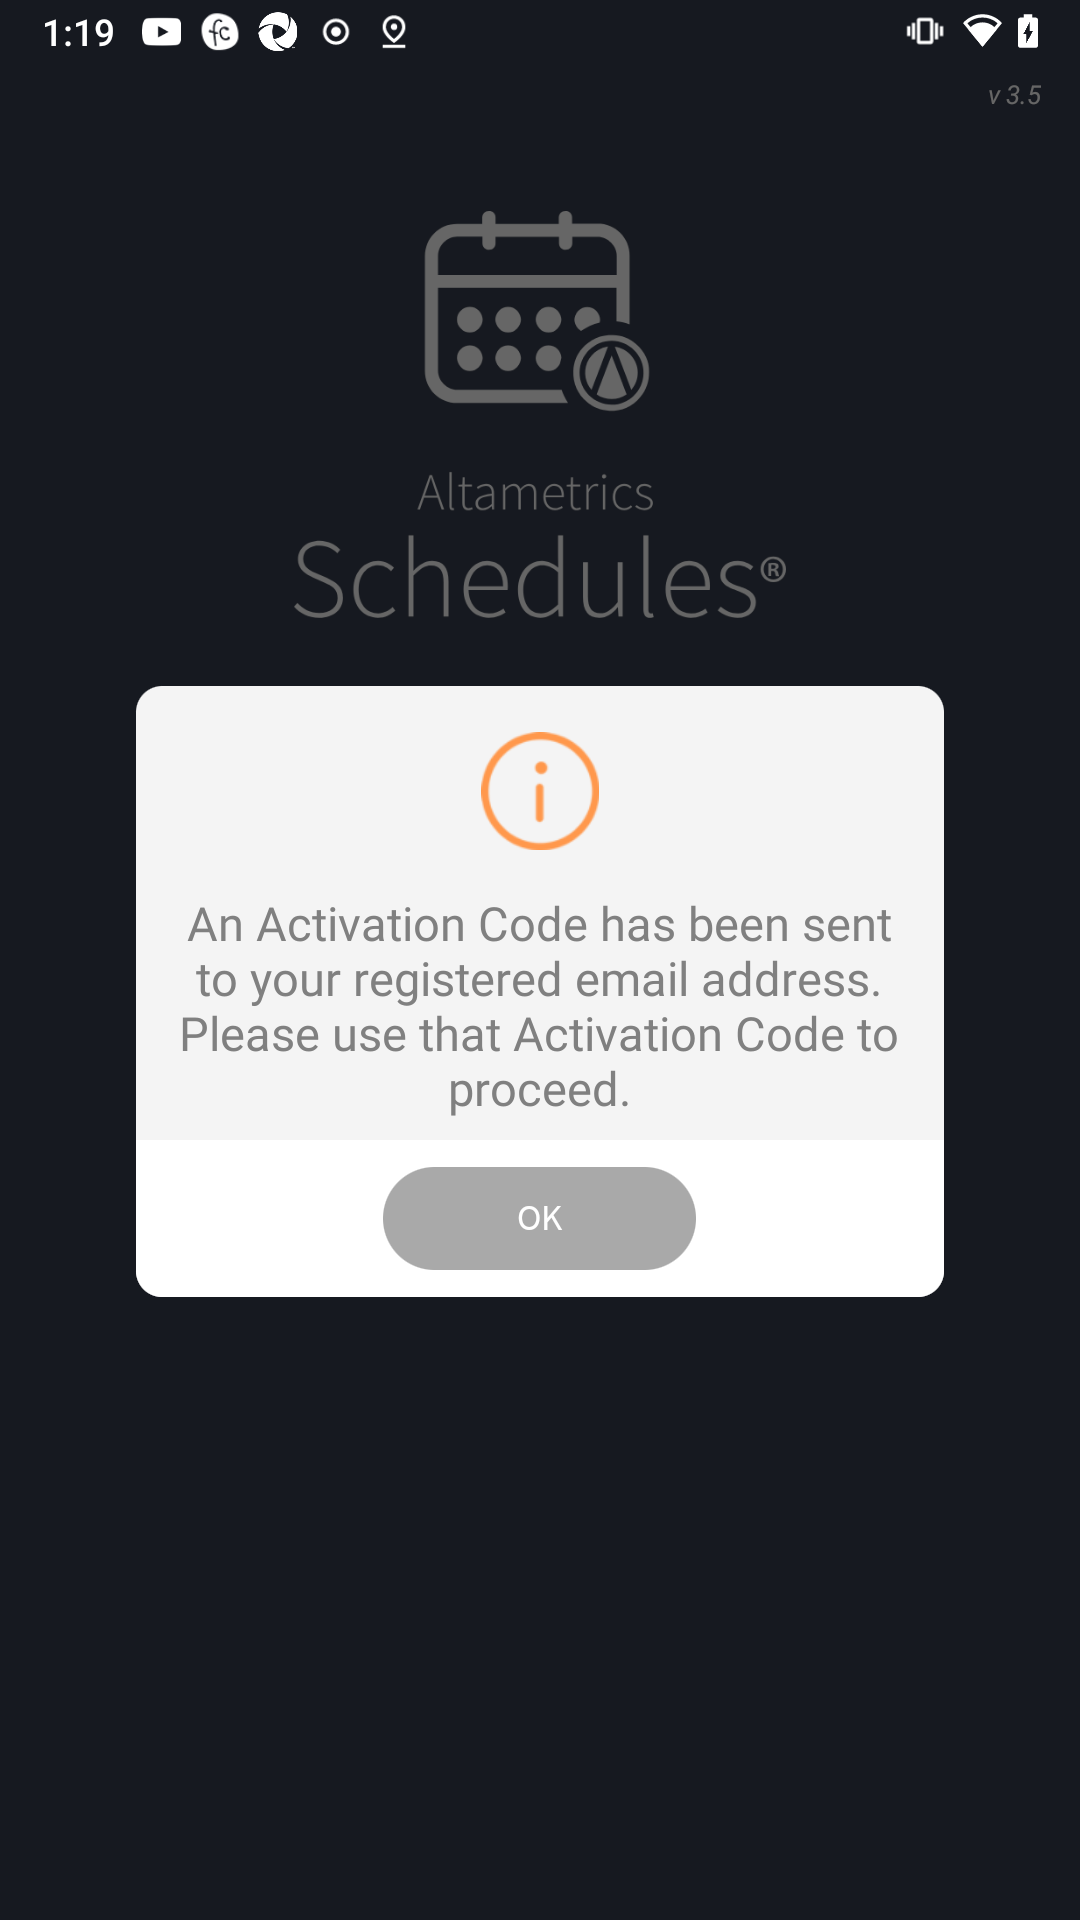 1:19
v 3.5
Altametrics
Schedules®
An Activation Code has been sent
to your registered email address.
Please use that Activation Code to
proceed.
OK